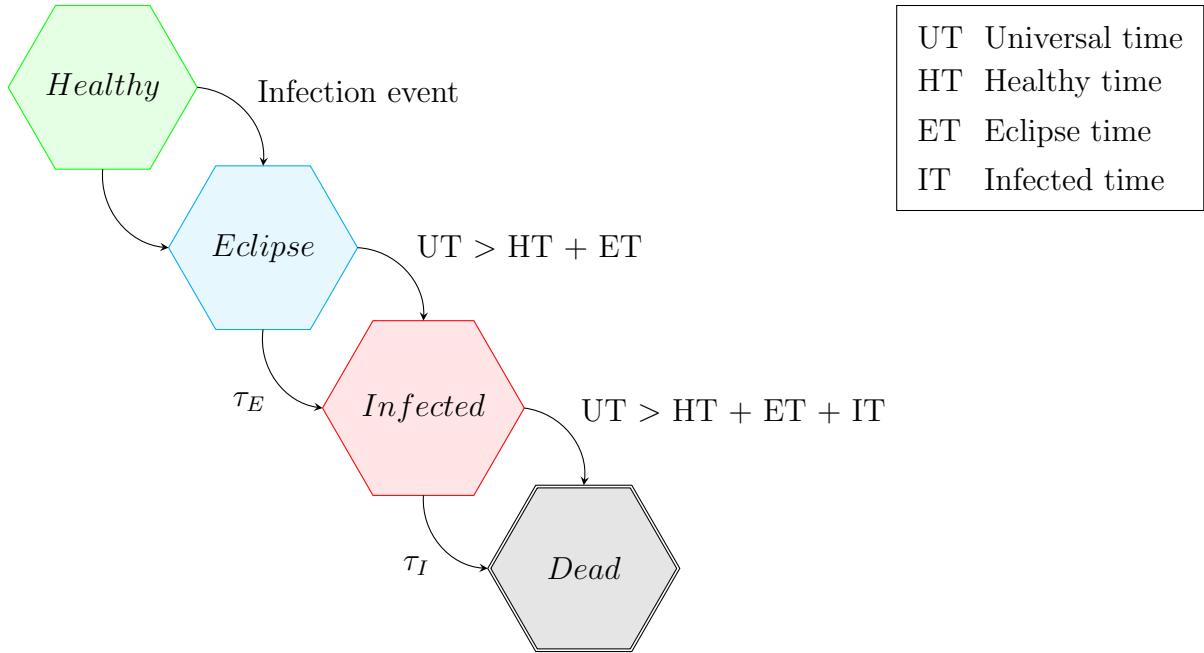 Healthy
Infection event
Eclipse
UT > HT + ET
τ_E
Infected
UT > HT + ET + IT
τ_I
Dead
UT Universal time
HT Healthy time
ET Eclipse time
IT Infected time